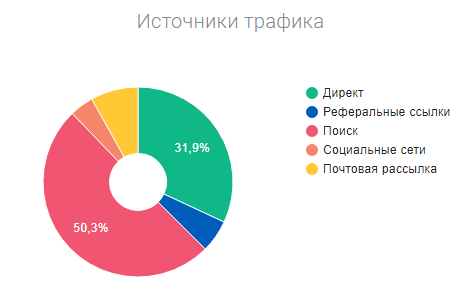 Источники трафика
31,9%
50,3%
Директ
Реферальные ссылки
Поиск
Социальные сети
Почтовая рассылка